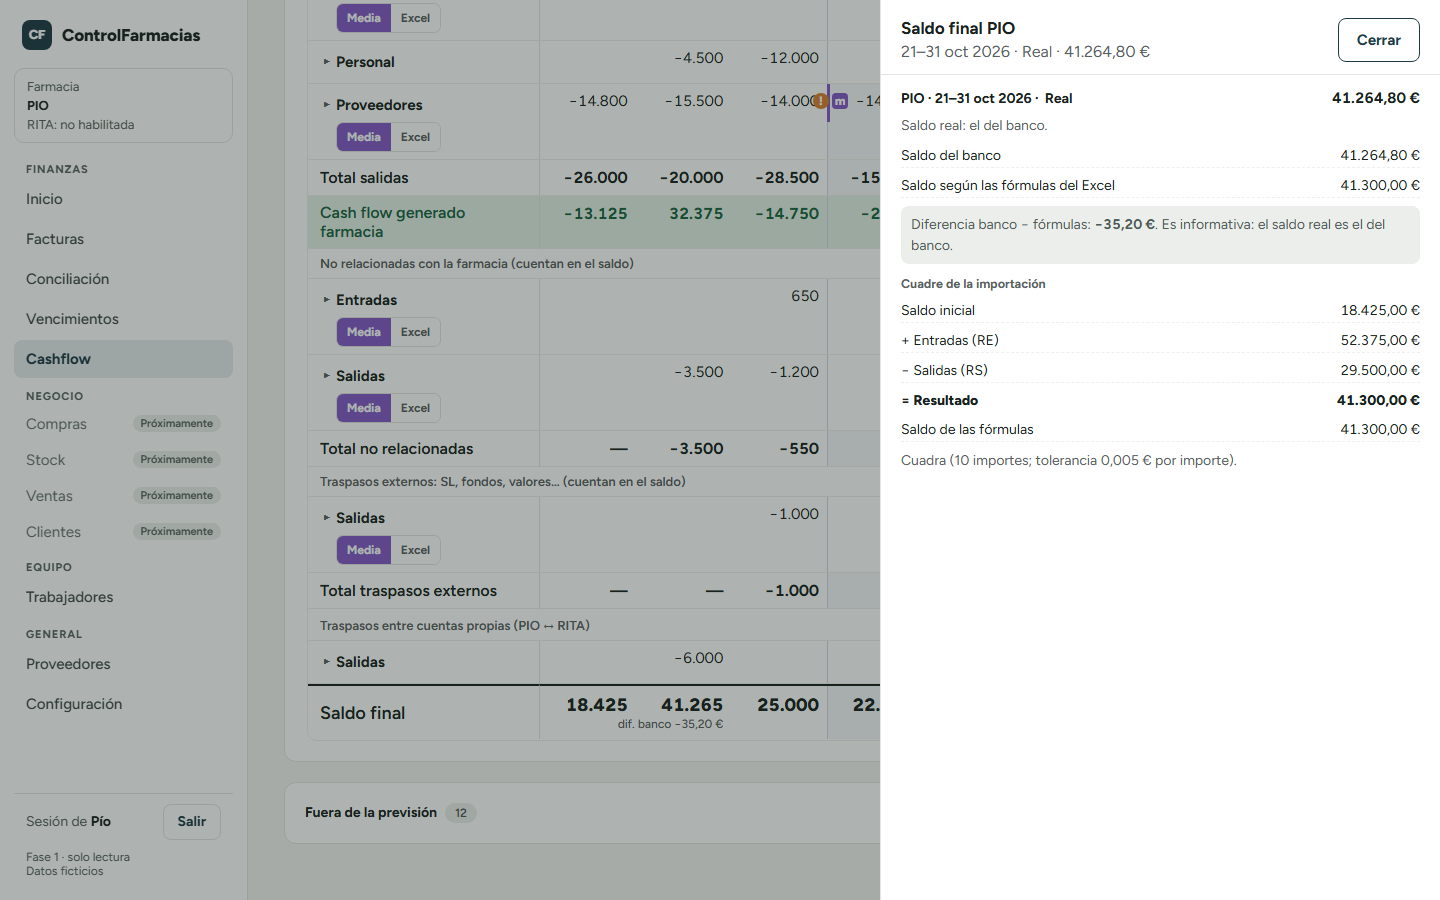 CF ControlFarmacias
Farmacia
PIO
RITA: no habilitada
FINANZAS
Inicio
Facturas
Conciliación
Vencimientos
Cashflow
NEGOCIO
Compras Próximamente
Stock Próximamente
Ventas Próximamente
Clientes Próximamente
EQUIPO
Trabajadores
GENERAL
Proveedores
Configuración
Sesión de Pío Salir
Fase 1 · solo lectura
Datos ficticios
Media Excel
▸ Personal −4.500 −12.000
▸ Proveedores −14.800 −15.500 −14.000 ! m −14
Media Excel
Total salidas −26.000 −20.000 −28.500 −15
Cash flow generado farmacia −13.125 32.375 −14.750 −2
No relacionadas con la farmacia (cuentan en el saldo)
▸ Entradas 650
Media Excel
▸ Salidas −3.500 −1.200
Media Excel
Total no relacionadas — −3.500 −550
Traspasos externos: SL, fondos, valores… (cuentan en el saldo)
▸ Salidas −1.000
Media Excel
Total traspasos externos — — −1.000
Traspasos entre cuentas propias (PIO ↔ RITA)
▸ Salidas −6.000
Saldo final 18.425 41.265 25.000 22.
dif. banco −35,20 €
Fuera de la previsión 12
Saldo final PIO
21–31 oct 2026 · Real · 41.264,80 €
Cerrar
PIO · 21–31 oct 2026 · Real 41.264,80 €
Saldo real: el del banco.
Saldo del banco 41.264,80 €
Saldo según las fórmulas del Excel 41.300,00 €
Diferencia banco − fórmulas: −35,20 €. Es informativa: el saldo real es el del
banco.
Cuadre de la importación
Saldo inicial 18.425,00 €
+ Entradas (RE) 52.375,00 €
− Salidas (RS) 29.500,00 €
= Resultado 41.300,00 €
Saldo de las fórmulas 41.300,00 €
Cuadra (10 importes; tolerancia 0,005 € por importe).